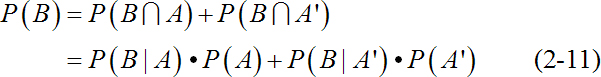 P(B) = P(B ⋂ A) + P(B ⋂ A')
= P(B | A) • P(A) + P(B | A') • P(A') (2-11)